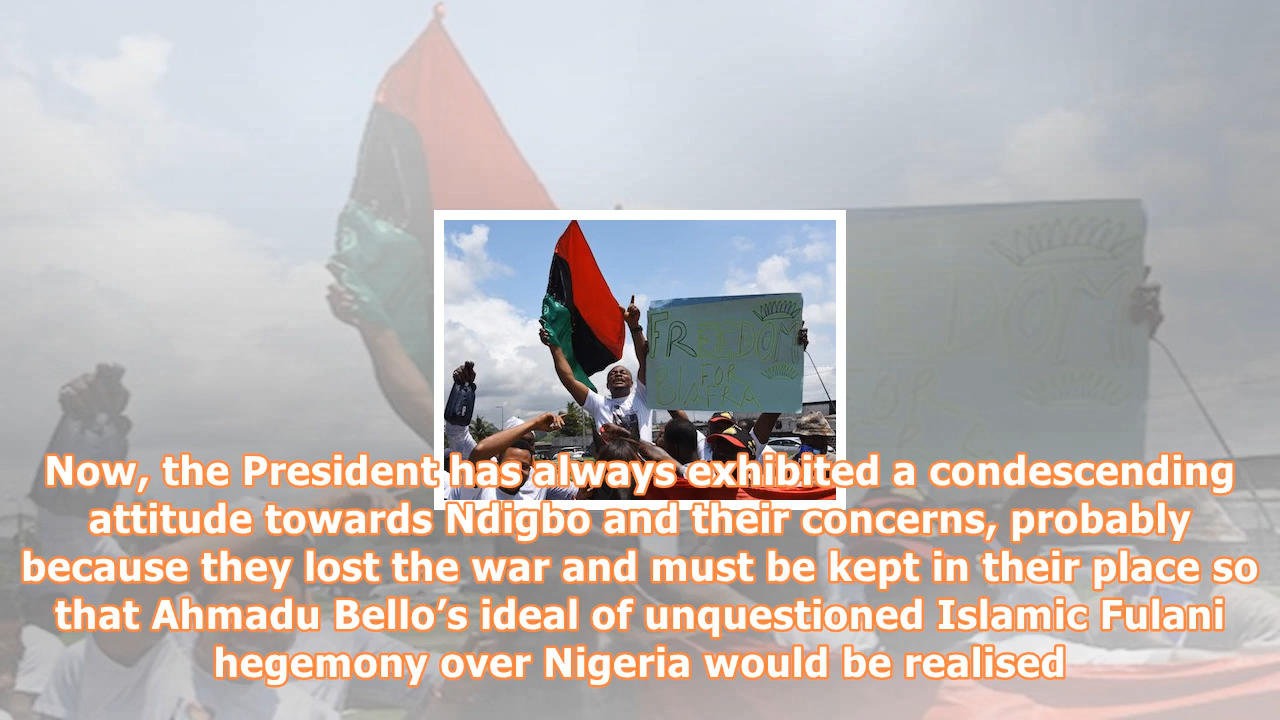 FREEDOM
FOR
BIAFRA
Now, the President has always exhibited a condescending
attitude towards Ndigbo and their concerns, probably
because they lost the war and must be kept in their place so
that Ahmadu Bello’s ideal of unquestioned Islamic Fulani
hegemony over Nigeria would be realised